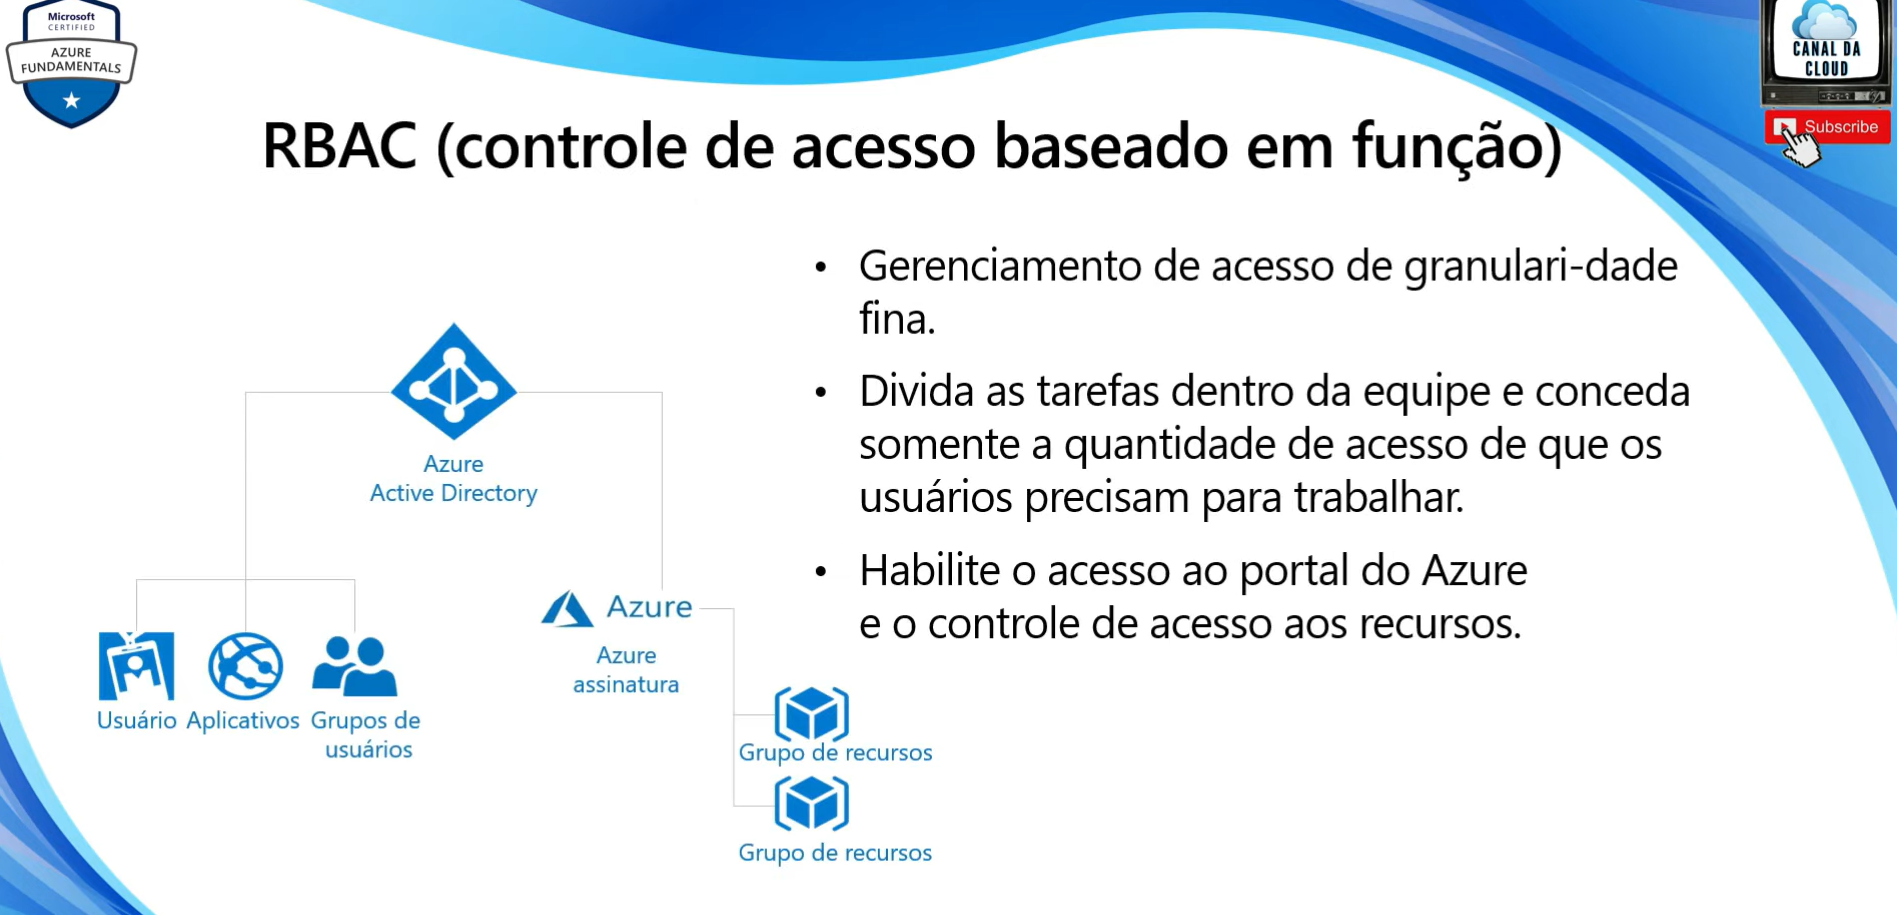 Microsoft
CERTIFIED
AZURE
FUNDAMENTALS
CANAL DA
CLOUD
Subscribe
RBAC (controle de acesso baseado em função)
• Gerenciamento de acesso de granulari-dade
fina.
• Divida as tarefas dentro da equipe e conceda
somente a quantidade de acesso de que os
usuários precisam para trabalhar.
• Habilite o acesso ao portal do Azure
e o controle de acesso aos recursos.
Azure
Active Directory
Usuário
Aplicativos
Grupos de
usuários
Azure
Azure
assinatura
Grupo de recursos
Grupo de recursos